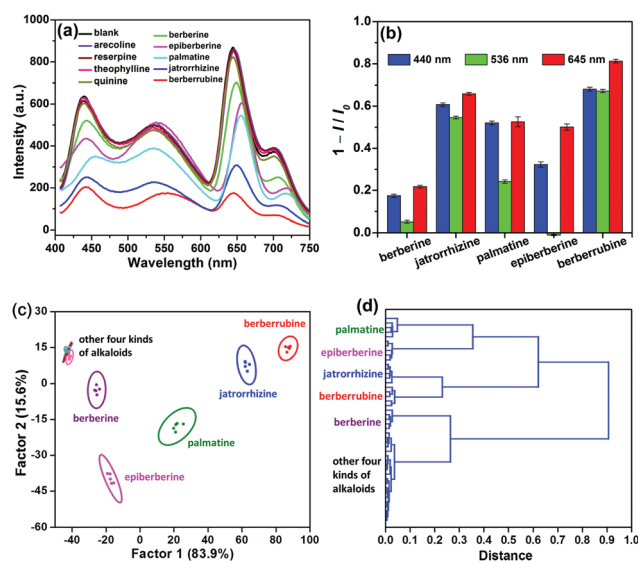 (a)
blank
arecoline
reserpine
theophylline
quinine
berberine
epiberberine
palmatine
jatrorrhizine
berberrubine
1000
800
600
400
200
0
Intensity (a.u.)
400 450 500 550 600 650 700 750
Wavelength (nm)
(b)
440 nm 536 nm 645 nm
1.0
0.8
0.6
0.4
0.2
0.0
1 – I / I0
berberine
jatrorrhizine
palmatine
epiberberine
berberrubine
(c)
30
15
0
-15
-30
-45
-60
Factor 2 (15.6%)
other four kinds
of alkaloids
berberrubine
jatrorrhizine
berberine
palmatine
epiberberine
-40 -20 0 20 40 60 80 100
Factor 1 (83.9%)
(d)
palmatine
epiberberine
jatrorrhizine
berberrubine
berberine
other four
kinds of
alkaloids
0.0 0.1 0.2 0.3 0.4 0.5 0.6 0.7 0.8 0.9 1.0
Distance